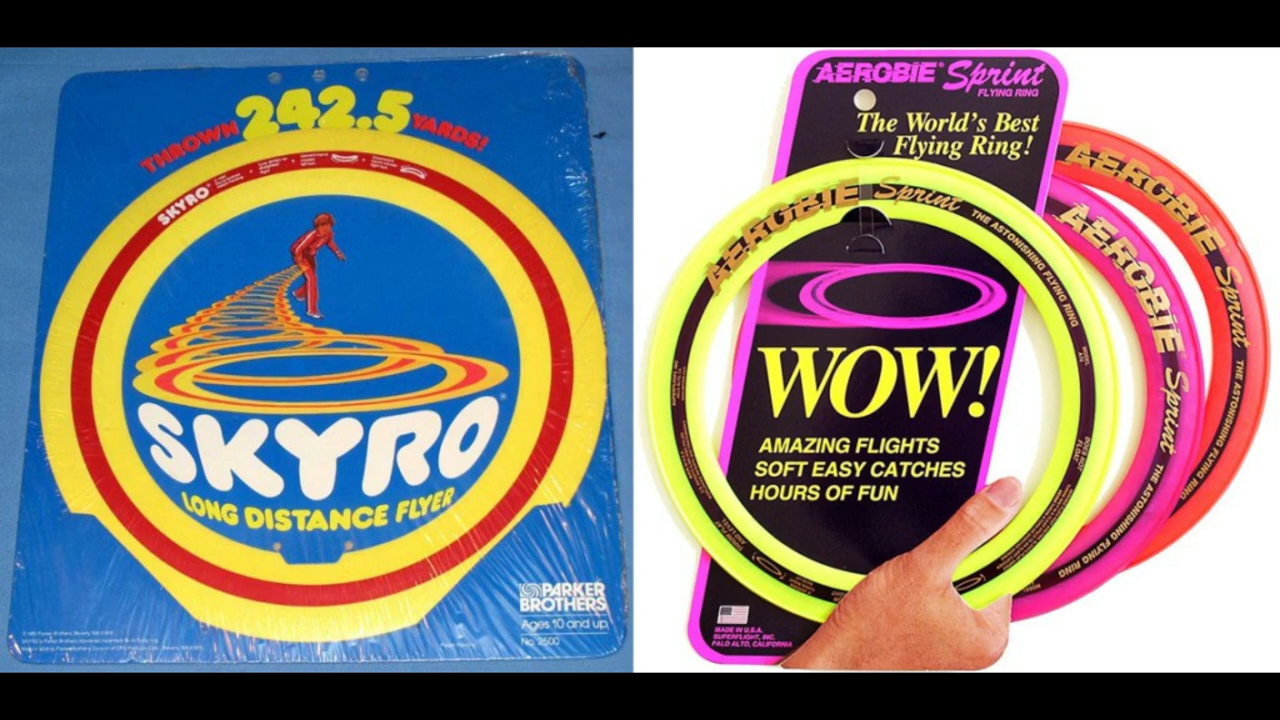 THROWN 242.5 YARDS!
SKYRO®
SKYRO®
LONG DISTANCE FLYER
PARKER
BROTHERS
Ages 10 and up
No. 2500
AEROBIE® Sprint
FLYING RING
The World's Best
Flying Ring!
AEROBIE Sprint THE ASTONISHING FLYING RING
AEROBIE® Sprint THE ASTONISHING FLYING RING
AEROBIE Sprint THE ASTONISHING FLYING RING
WOW!
AMAZING FLIGHTS
SOFT EASY CATCHES
HOURS OF FUN
MADE IN U.S.A.
SUPERFLIGHT, INC.
PALO ALTO, CALIFORNIA